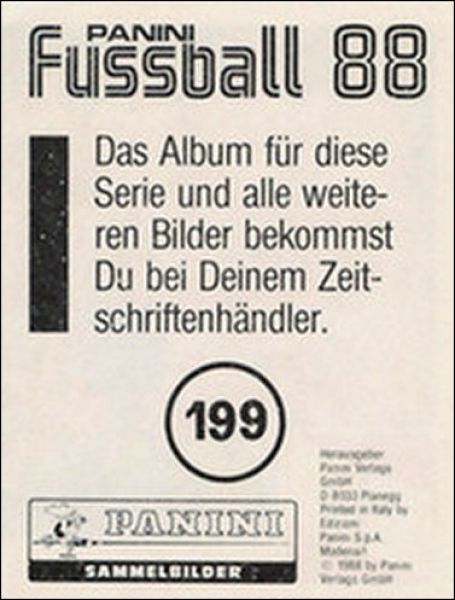 PANINI
Fussball 88
Das Album für diese
Serie und alle weite-
ren Bilder bekommst
Du bei Deinem Zeit-
schriftenhändler.
199
Herausgeber
Panini Verlags
GmbH
D 8033 Planegg
Printed in Italy by
Edizioni
Panini S.p.A.
Modena/I
© 1988 by Panini
Verlags GmbH
PANINI
SAMMELBILDER